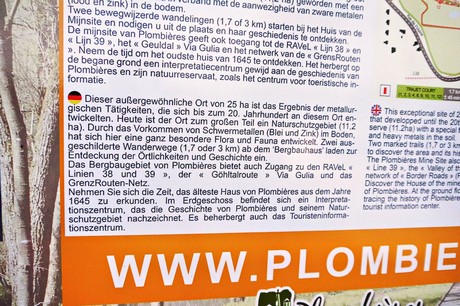 (lood en zink) in de bodem.
Twee bewegwijzerde wandelingen (1,7 of 3 km) starten bij het Huis van de
Mijnsite en nodigen u uit de plaats en haar geschiedenis te ontdekken.
De mijnsite van Plombières geeft ook toegang tot de RAVeL « Lijn 38 » en
« Lijn 39 », het « Geuldal » Via Gulia en het netwerk van de « GrensRouten
». Neem de tijd om het oudste huis van 1645 te ontdekken. Het herbergt op
de begane grond een interpretatiecentrum gewijd aan de geschiedenis van
Plombières en zijn natuurreservaat, zoals het centrum voor toeristische in-
formatie.
Dieser außergewöhnliche Ort von 25 ha ist das Ergebnis der metallur-
gischen Tätigkeiten, die sich bis zum 20. Jahrhundert an diesem Ort ent-
wickelten. Heute ist der Ort zum großen Teil ein Naturschutzgebiet (11.2
ha). Durch das Vorkommen von Schwermetallen (Blei und Zink) im Boden,
hat sich hier eine ganz besondere Flora und Fauna entwickelt. Zwei aus-
geschilderte Wanderwege (1,7 oder 3 km) ab dem 'Bergbauhaus' laden zur
Entdeckung der Örtlichkeiten und Geschichte ein.
Das Bergbaugebiet von Plombières bietet auch Zugang zu den RAVeL «
Linien 38 und 39 », der « Göhltalroute » Via Gulia und das
GrenzRouten-Netz.
Nehmen Sie sich die Zeit, das älteste Haus von Plombières aus dem Jahre
1645 zu erkunden. Im Erdgeschoss befindet sich ein Interpreta-
tionszentrum, das die Geschichte von Plombières und seinem Natur-
schutzgebiet nachzeichnet. Es beherbergt auch das Touristeninforma-
tionszentrum.
TRAJET COURT
This exceptional site of 2
that developed until the 20t
serve (11.2ha) with a special f
and heavy metals in the soil.
Two marked trails (1.7 or 3 k
to discover the place and its
The Plombières Mine Site also
« Line 39 », the « Valley of th
network of « Border Roads » (
Discover the House of the mine
of Plombières. At the ground flo
tracing the history of Plombières
tourist information center.
WWW.PLOMBIE